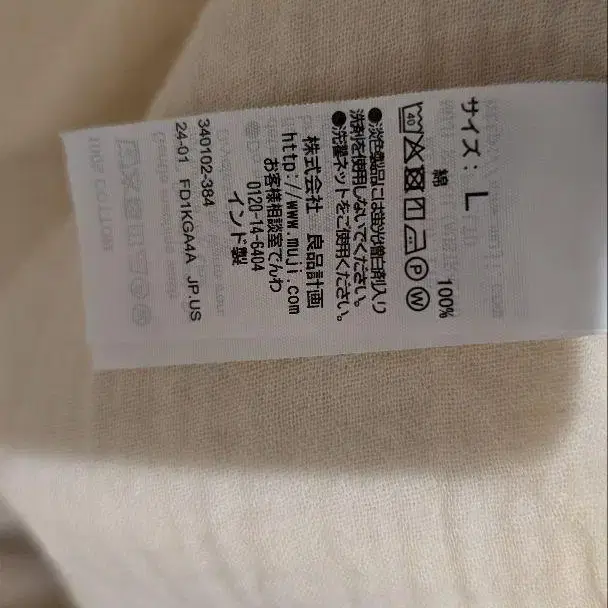 サイズ： L
綿 100%
40 P W
●淡色製品には蛍光増白剤入り
洗剤を使用しないでください。
●洗濯ネットをご使用ください。
株式会社 良品計画
http://www.muji.com
お客様相談室でんわ
0120-14-6404
インド製
340102-384
24-01 FD1KGA4A JP.US